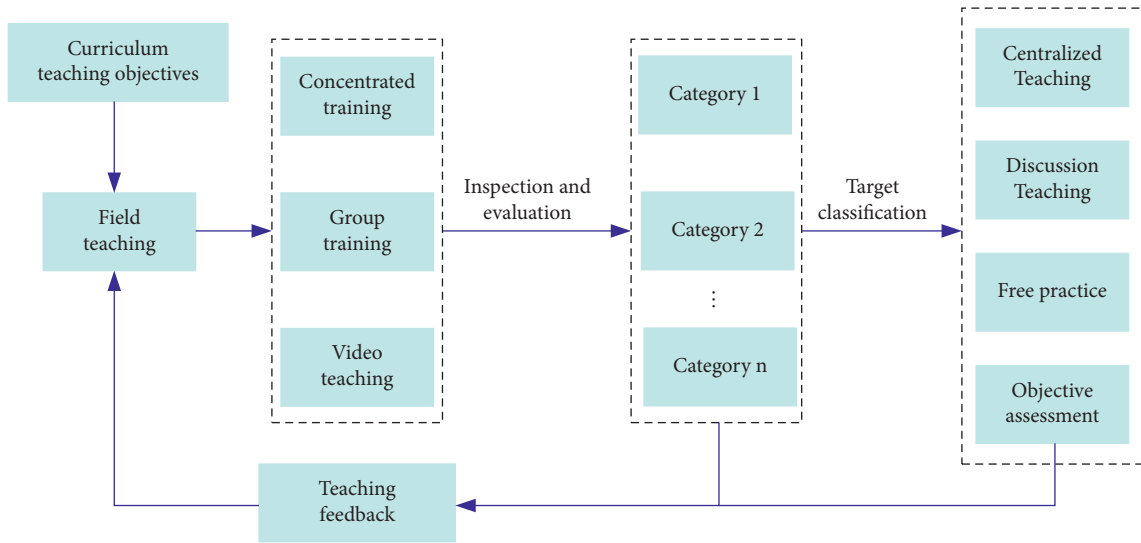 Curriculum
teaching objectives
Field
teaching
Concentrated
training
Group
training
Video
teaching
Inspection and
evaluation
Category 1
Category 2
⋮
Category n
Target
classification
Centralized
Teaching
Discussion
Teaching
Free practice
Objective
assessment
Teaching
feedback